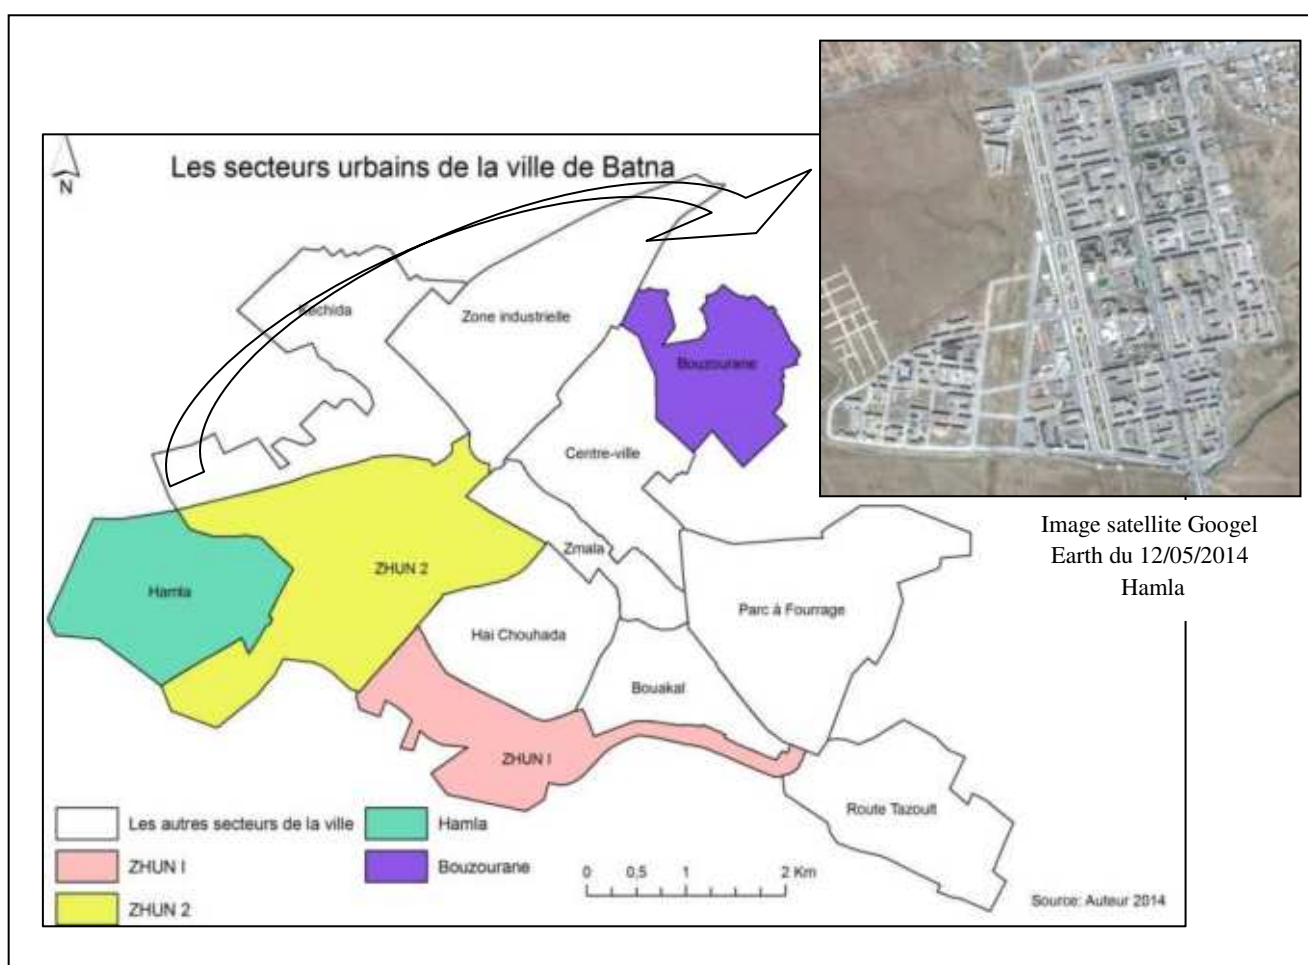 Les secteurs urbains de la ville de Batna
N
Kechida
Zone industrielle
Bouzourane
Centre-ville
Zmala
ZHUN 2
Hamla
Parc à Fourrage
Hai Chouhada
Bouakal
ZHUN I
Route Tazoult
Image satellite Googel
Earth du 12/05/2014
Hamla
Les autres secteurs de la ville
ZHUN I
ZHUN 2
Hamla
Bouzourane
0 0,5 1 2 Km
Source: Auteur 2014